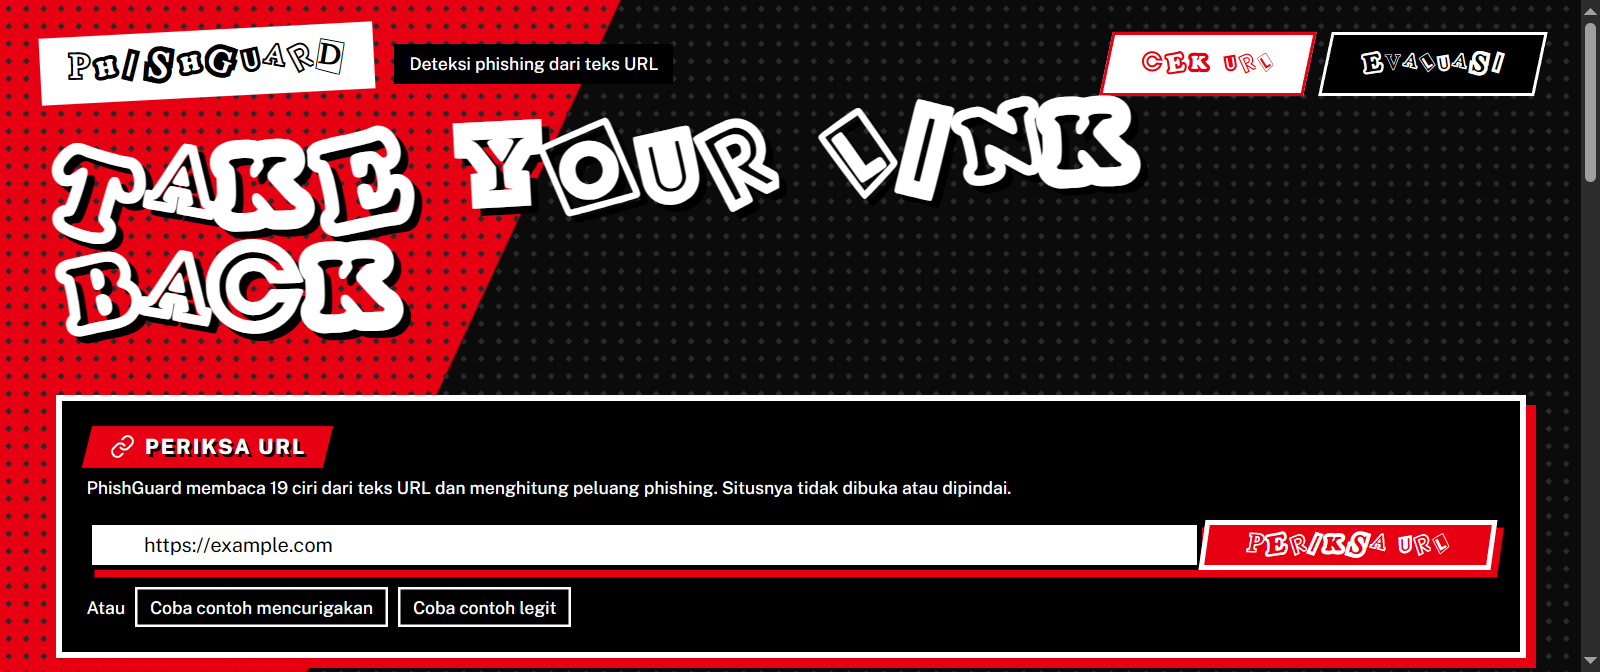 PHISHGUARD
Deteksi phishing dari teks URL
CEK URL
EVALUASI
TAKE YOUR LINK
BACK
PERIKSA URL
PhishGuard membaca 19 ciri dari teks URL dan menghitung peluang phishing. Situsnya tidak dibuka atau dipindai.
https://example.com
PERIKSA URL
Atau
Coba contoh mencurigakan
Coba contoh legit